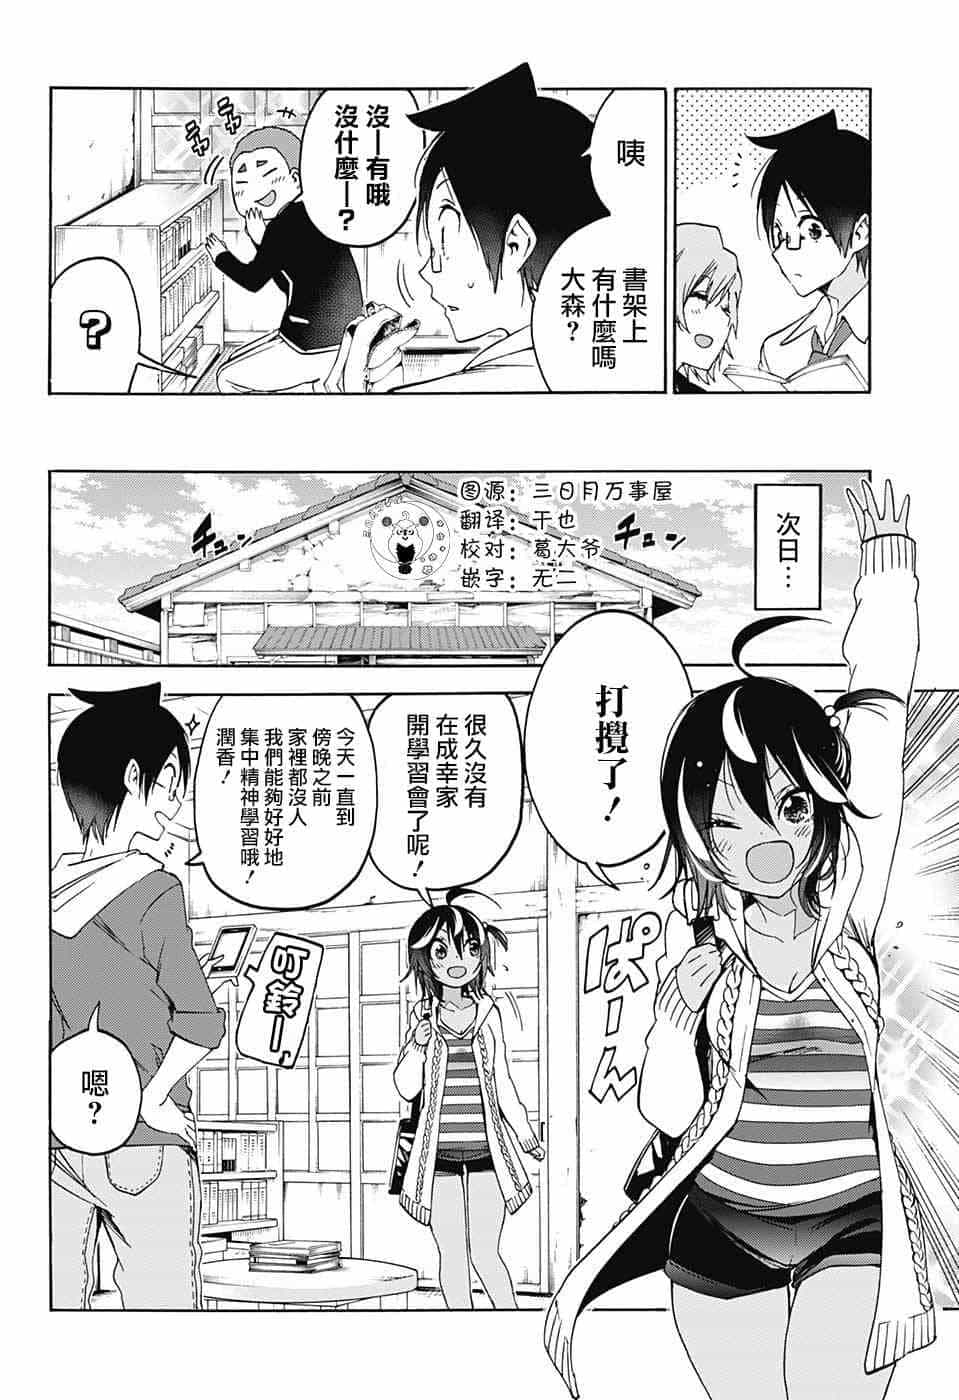 咦
書架上
有什麼嗎
大森？
沒—有哦
沒什麼—？
？
次日…
チュン
チュン
图源：三日月万事屋
翻译：干也
校对：葛大爷
嵌字：无二
打攪了！
ぱーん
很久沒有
在成幸家
開學習會了呢！
今天一直到
傍晚之前
家裡都沒人
我們能夠好好地
集中精神學習哦！
潤香！
叮鈴—♪
嗯？